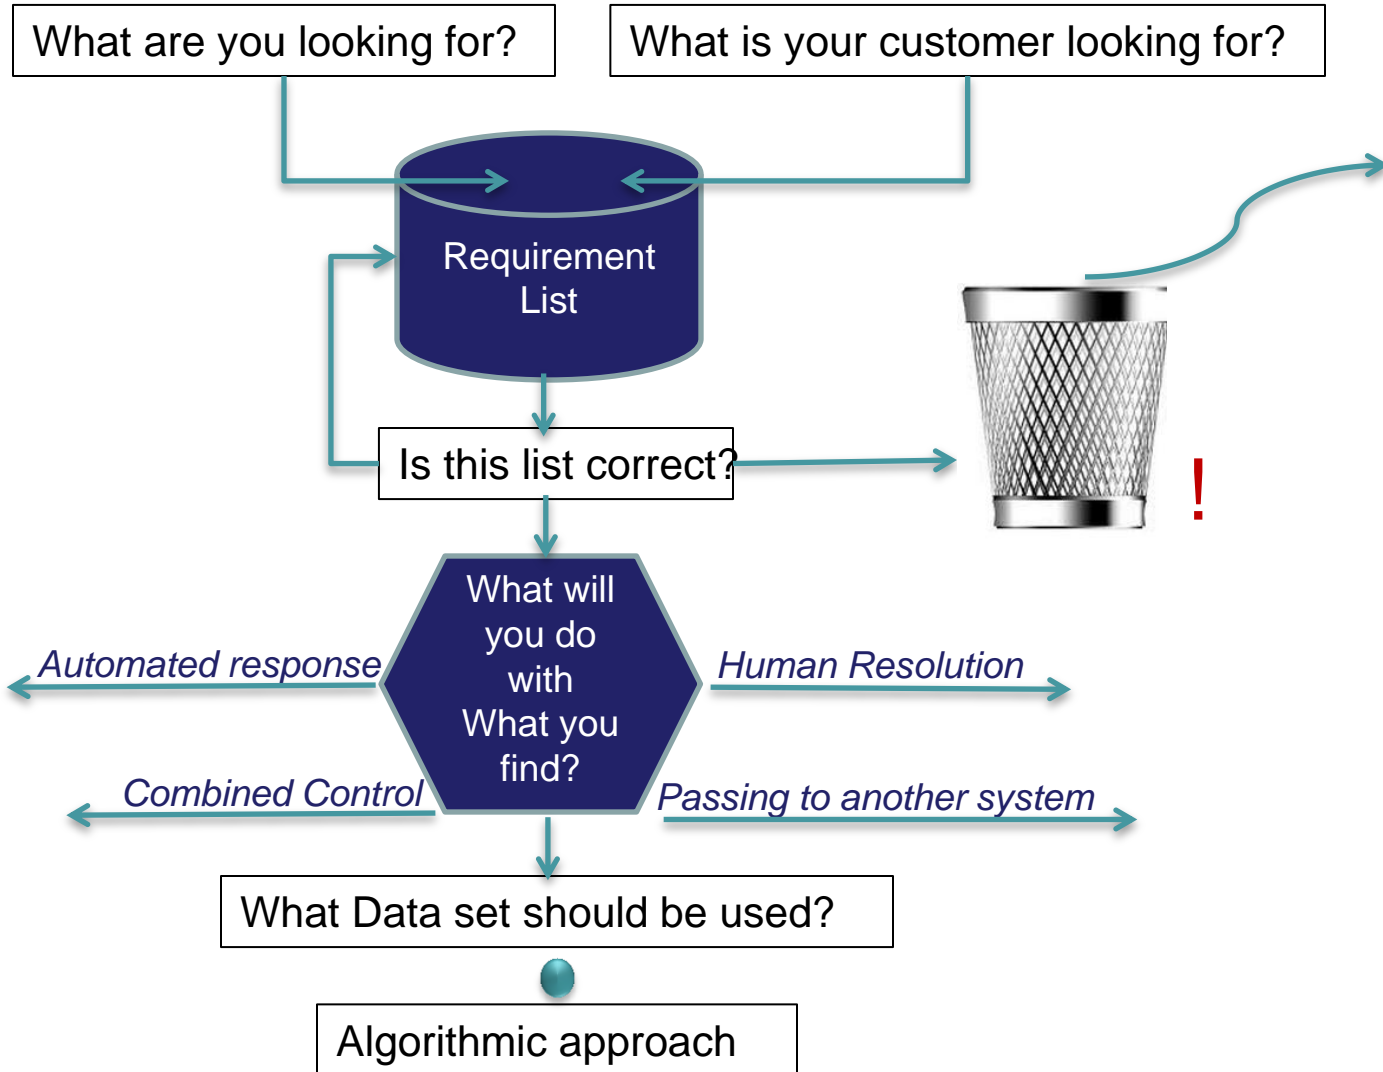 What are you looking for?
What is your customer looking for?
Requirement
List
Is this list correct?
!
What will
you do
with
What you
find?
Automated response
Human Resolution
Combined Control
Passing to another system
What Data set should be used?
Algorithmic approach